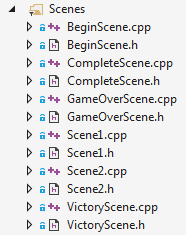 Scenes
BeginScene.cpp
BeginScene.h
CompleteScene.cpp
CompleteScene.h
GameOverScene.cpp
GameOverScene.h
Scene1.cpp
Scene1.h
Scene2.cpp
Scene2.h
VictoryScene.cpp
VictoryScene.h